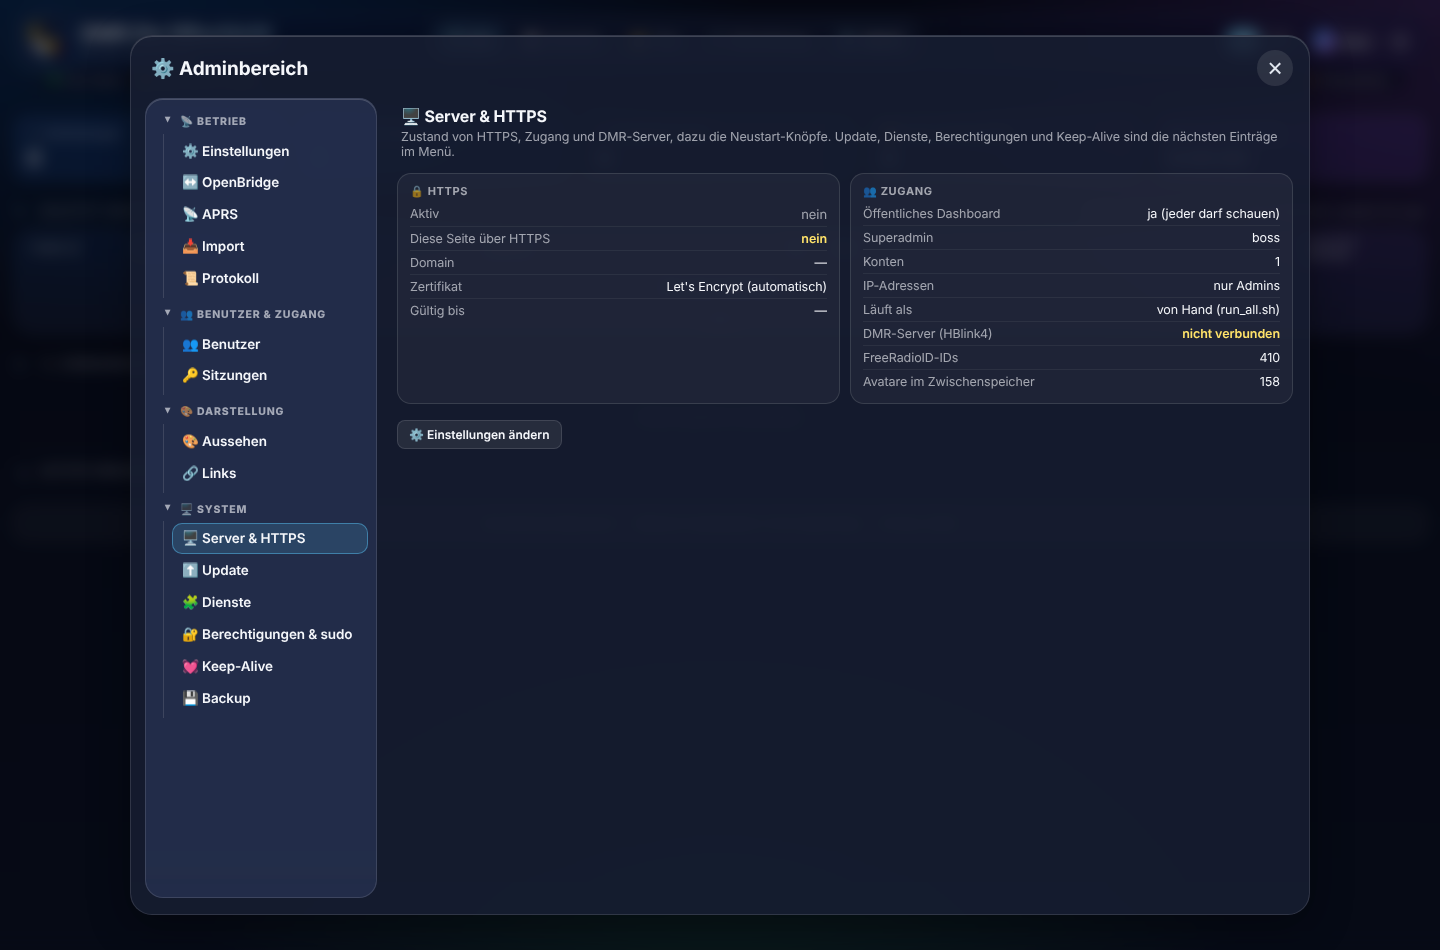 Adminbereich
BETRIEB
Einstellungen
OpenBridge
APRS
Import
Protokoll
BENUTZER & ZUGANG
Benutzer
Sitzungen
DARSTELLUNG
Aussehen
Links
SYSTEM
Server & HTTPS
Update
Dienste
Berechtigungen & sudo
Keep-Alive
Backup
Server & HTTPS
Zustand von HTTPS, Zugang und DMR-Server, dazu die Neustart-Knöpfe. Update, Dienste, Berechtigungen und Keep-Alive sind die nächsten Einträge
im Menü.
HTTPS
Aktiv nein
Diese Seite über HTTPS nein
Domain —
Zertifikat Let's Encrypt (automatisch)
Gültig bis —
ZUGANG
Öffentliches Dashboard ja (jeder darf schauen)
Superadmin boss
Konten 1
IP-Adressen nur Admins
Läuft als von Hand (run_all.sh)
DMR-Server (HBlink4) nicht verbunden
FreeRadioID-IDs 410
Avatare im Zwischenspeicher 158
Einstellungen ändern